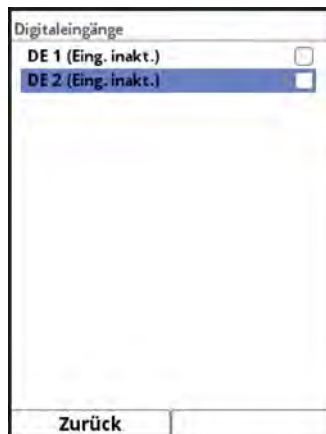 Digitaleingänge
DE 1 (Eing. inakt.)
DE 2 (Eing. inakt.)
Zurück